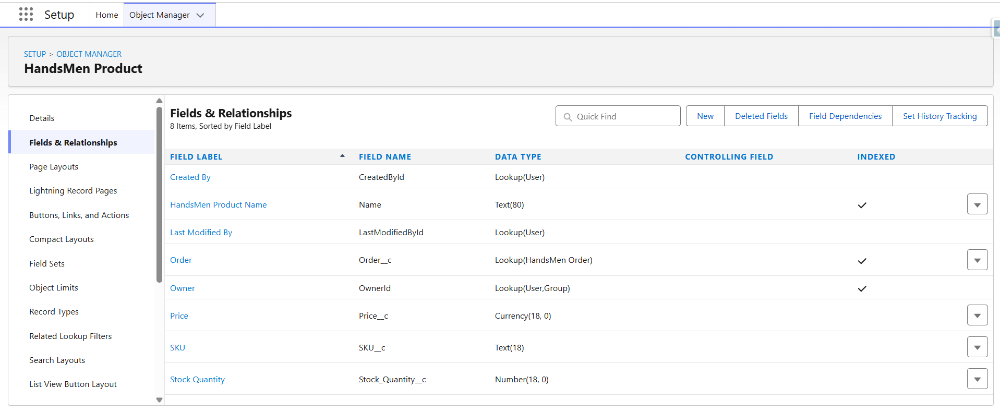 Setup Home Object Manager
SETUP > OBJECT MANAGER
HandsMen Product
Details
Fields & Relationships
Page Layouts
Lightning Record Pages
Buttons, Links, and Actions
Compact Layouts
Field Sets
Object Limits
Record Types
Related Lookup Filters
Search Layouts
List View Button Layout
Fields & Relationships
8 Items, Sorted by Field Label
Quick Find New Deleted Fields Field Dependencies Set History Tracking
FIELD LABEL FIELD NAME DATA TYPE CONTROLLING FIELD INDEXED
Created By CreatedById Lookup(User)
HandsMen Product Name Name Text(80)
Last Modified By LastModifiedById Lookup(User)
Order Order__c Lookup(HandsMen Order)
Owner OwnerId Lookup(User,Group)
Price Price__c Currency(18, 0)
SKU SKU__c Text(18)
Stock Quantity Stock_Quantity__c Number(18, 0)